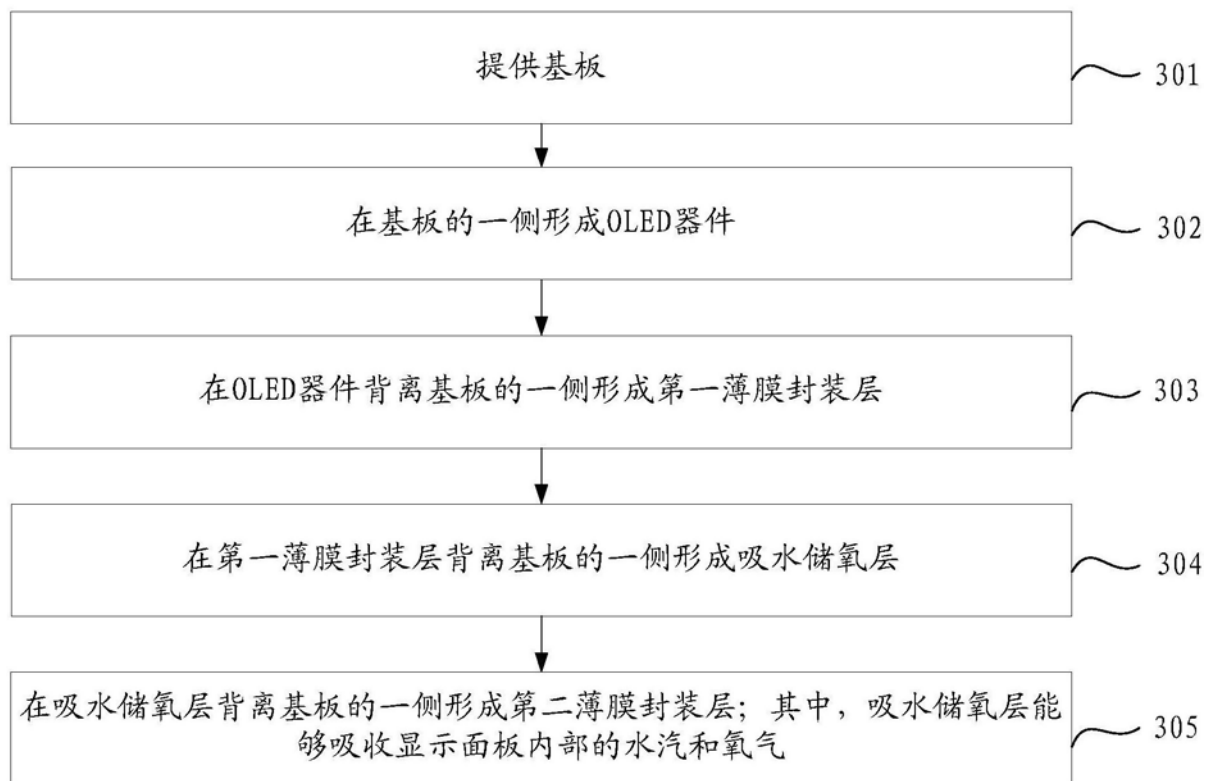 提供基板
301
在基板的一侧形成OLED器件
302
在OLED器件背离基板的一侧形成第一薄膜封装层
303
在第一薄膜封装层背离基板的一侧形成吸水储氧层
304
在吸水储氧层背离基板的一侧形成第二薄膜封装层；其中，吸水储氧层能
够吸收显示面板内部的水汽和氧气
305